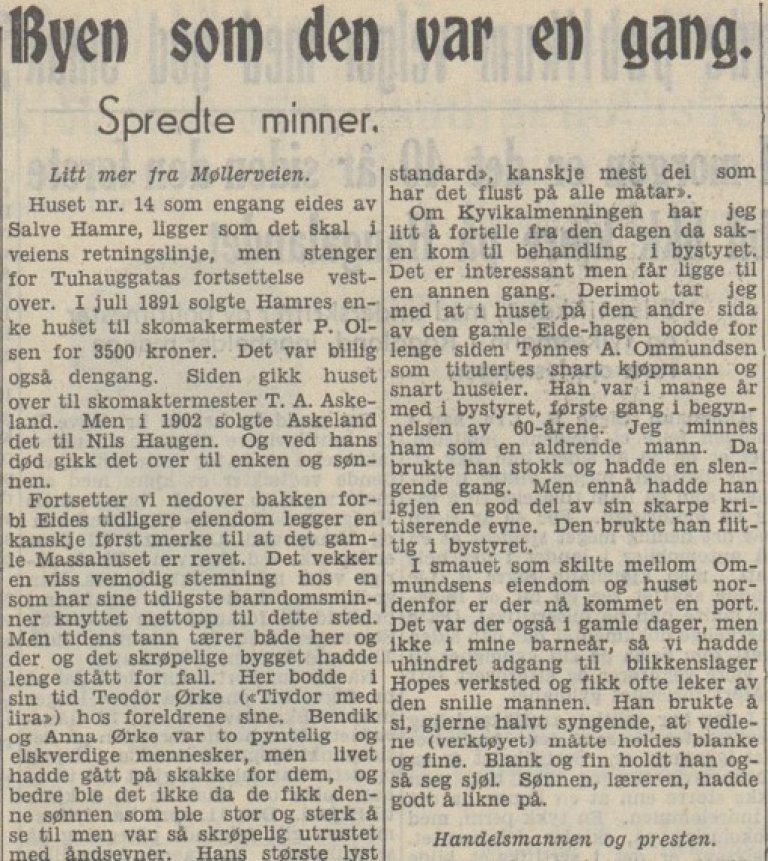 Byen som den var en gang.
Spredte minner.
Litt mer fra Møllerveien.
Huset nr. 14 som engang eides av
Salve Hamre, ligger som det skal i
veiens retningslinje, men stenger
for Tuhauggatas fortsettelse vest-
over. I juli 1891 solgte Hamres en-
ke huset til skomakermester P. Ol-
sen for 3500 kroner. Det var billig
også dengang. Siden gikk huset
over til skomaktermester T. A. Aske-
land. Men i 1902 solgte Askeland
det til Nils Haugen. Og ved hans
død gikk det over til enken og søn-
nen.
Fortsetter vi nedover bakken for-
bi Eides tidligere eiendom legger en
kanskje først merke til at det gam-
le Massahuset er revet. Det vekker
en viss vemodig stemning hos en
som har sine tidligste barndomsmin-
ner knyttet nettopp til dette sted.
Men tidens tann tærer både her og
der og det skrøpelige bygget hadde
lenge stått for fall. Her bodde i
sin tid Teodor Ørke («Tivdor med
lira») hos foreldrene sine. Bendik
og Anna Ørke var to pyntelig og
elskverdige mennesker, men livet
hadde gått på skakke for dem, og
bedre ble det ikke da de fikk den-
ne sønnen som ble stor og sterk å
se til men var så skrøpelig utrustet
med åndsevner. Hans største lyst
standard», kanskje mest dei som
har det flust på alle måtar».
Om Kyvikalmenningen har jeg
litt å fortelle fra den dagen da sak-
en kom til behandling i bystyret.
Det er interessant men får ligge til
en annen gang. Derimot tar jeg
med at i huset på den andre sida
av den gamle Eide-hagen bodde for
lenge siden Tønnes A. Ommundsen
som titulertes snart kjøpmann og
snart huseier. Han var i mange år
med i bystyret, første gang i begyn-
nelsen av 60-årene. Jeg minnes
ham som en aldrende mann. Da
brukte han stokk og hadde en slen-
gende gang. Men ennå hadde han
igjen en god del av sin skarpe kri-
tiserende evne. Den brukte han flit-
tig i bystyret.
I smauet som skilte mellom Om-
mundsens eiendom og huset nor-
denfor er der nå kommet en port.
Det var der også i gamle dager, men
ikke i mine barneår, så vi hadde
uhindret adgang til blikkenslager
Hopes verksted og fikk ofte leker av
den snille mannen. Han brukte å
si, gjerne halvt syngende, at vedle-
ne (verktøyet) måtte holdes blanke
og fine. Blank og fin holdt han og-
så seg sjøl. Sønnen, læreren, hadde
godt å likne på.
Handelsmannen og presten.